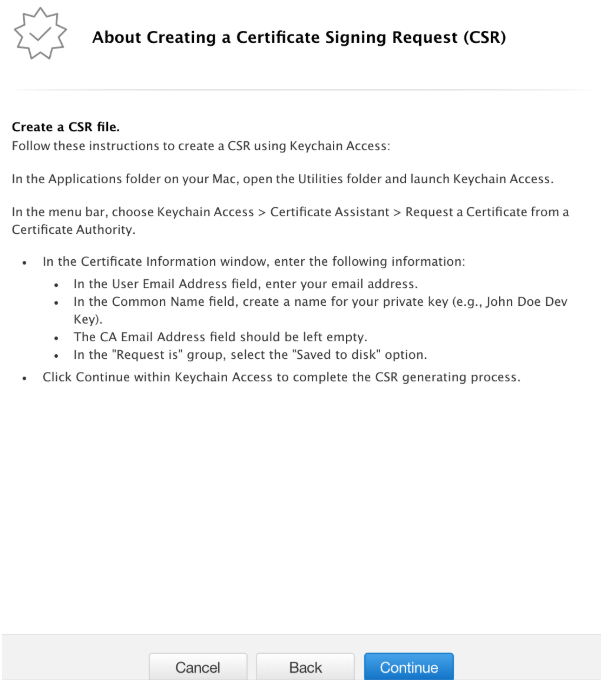 About Creating a Certificate Signing Request (CSR)
Create a CSR file.
Follow these instructions to create a CSR using Keychain Access:
In the Applications folder on your Mac, open the Utilities folder and launch Keychain Access.
In the menu bar, choose Keychain Access > Certificate Assistant > Request a Certificate from a
Certificate Authority.
• In the Certificate Information window, enter the following information:
• In the User Email Address field, enter your email address.
• In the Common Name field, create a name for your private key (e.g., John Doe Dev
Key).
• The CA Email Address field should be left empty.
• In the "Request is" group, select the "Saved to disk" option.
• Click Continue within Keychain Access to complete the CSR generating process.
Cancel Back Continue